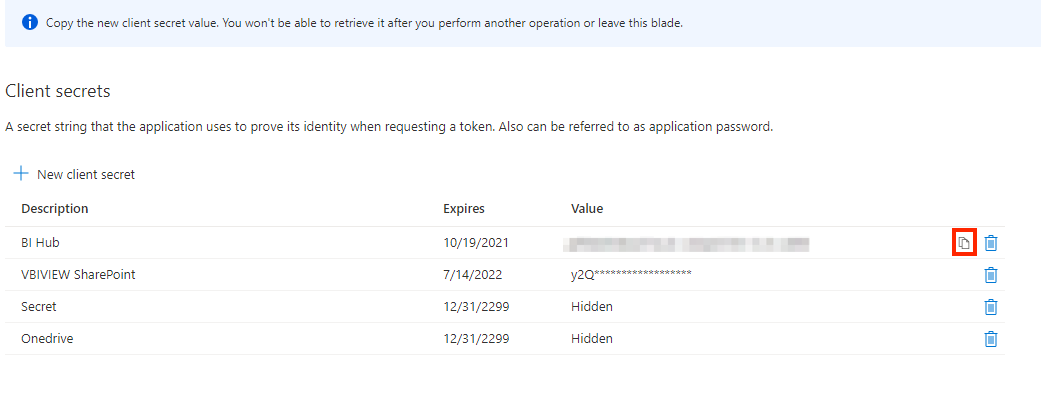 Copy the new client secret value. You won't be able to retrieve it after you perform another operation or leave this blade.
Client secrets
A secret string that the application uses to prove its identity when requesting a token. Also can be referred to as application password.
New client secret
Description Expires Value
BI Hub 10/19/2021
VBIVIEW SharePoint 7/14/2022 y2Q******************
Secret 12/31/2299 Hidden
Onedrive 12/31/2299 Hidden